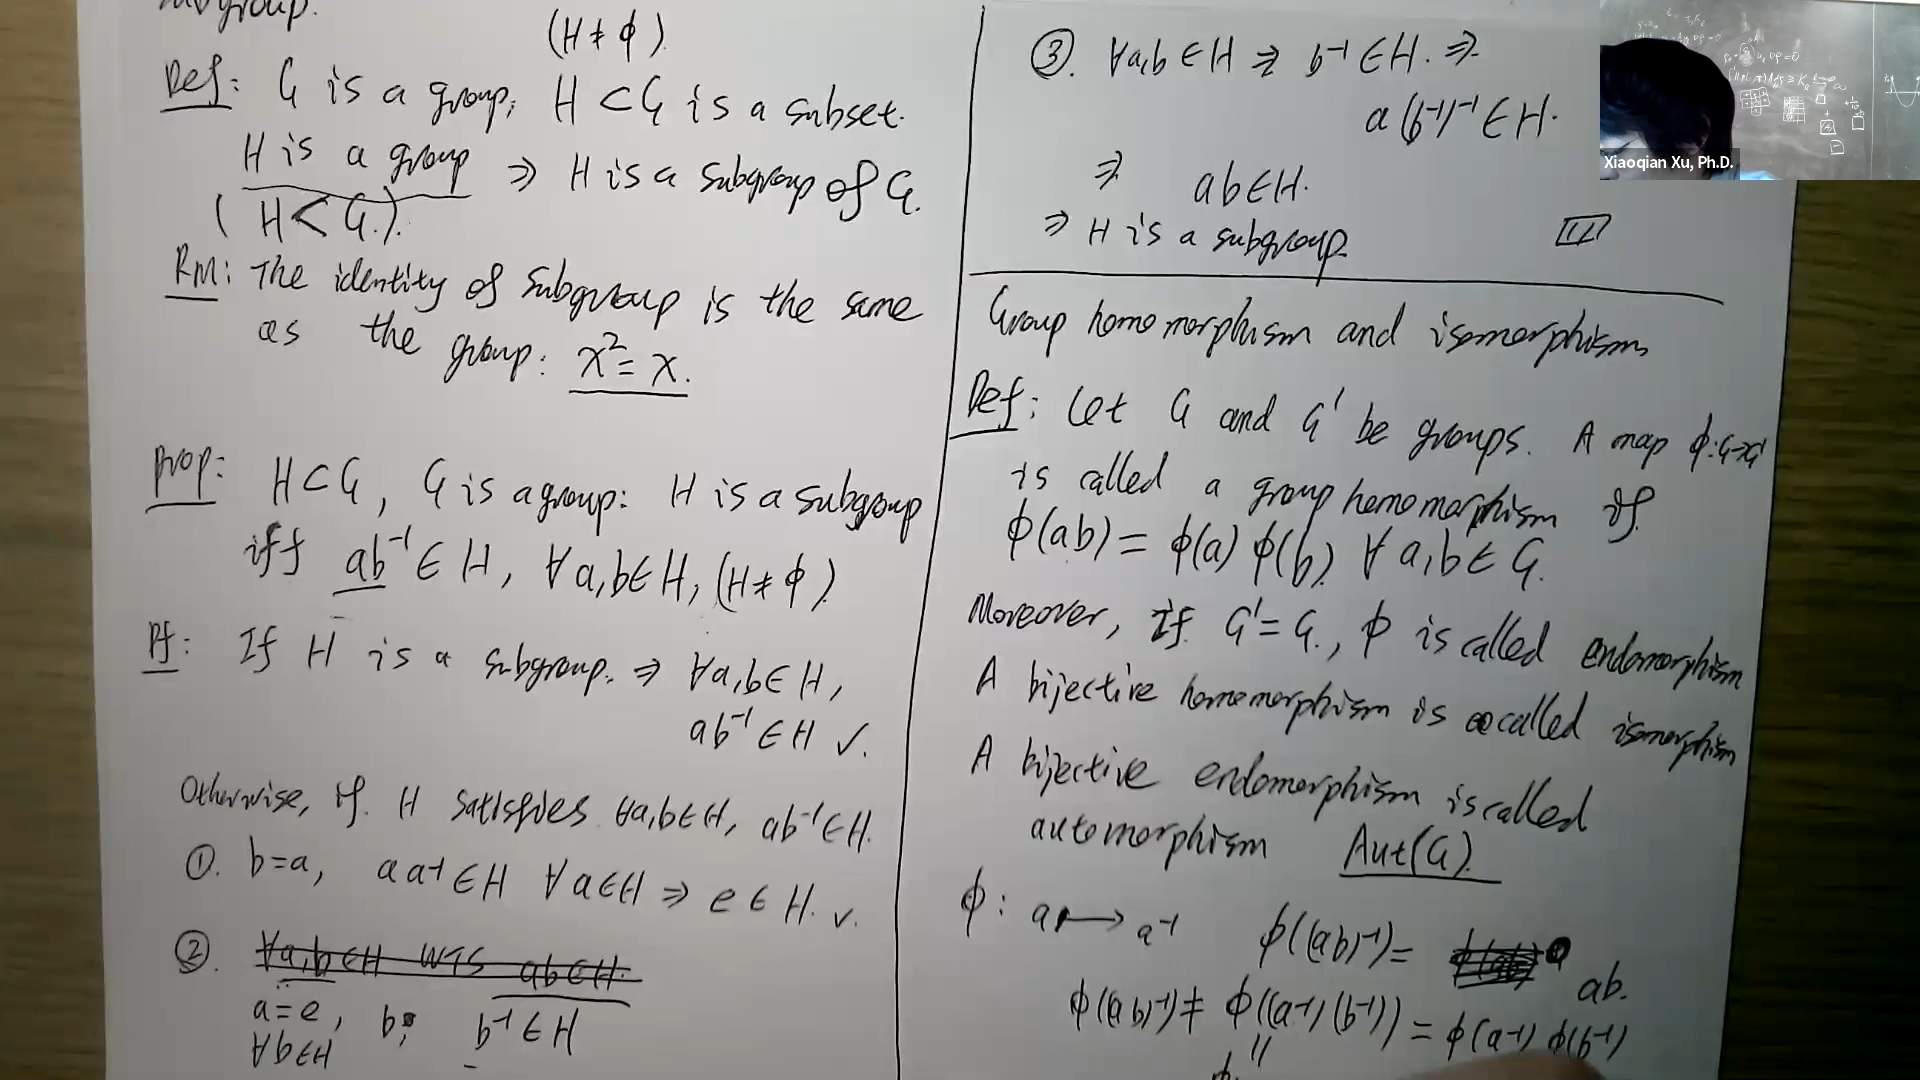 subgroup.
(H ≠ ϕ).
Def: G is a group, H ⊂ G is a subset.
H is a group ⇒ H is a subgroup of G.
(H < G.).
RM: The identity of subgroup is the same
as the group: x² = x.
Prop: H ⊂ G, G is a group: H is a subgroup
iff ab⁻¹ ∈ H, ∀ a,b ∈ H, (H ≠ ϕ).
Pf: If H is a subgroup. ⇒ ∀a,b ∈ H,
ab⁻¹ ∈ H ✓.
Otherwise, if H satisfies ∀a,b∈H, ab⁻¹ ∈ H.
①. b=a, aa⁻¹ ∈ H ∀ a∈H ⇒ e ∈ H. ✓.
②. ∀a,b ∈ H WTS ab ∈ H.
a = e, b, b⁻¹ ∈ H
∀b∈H
③. ∀a,b ∈ H ⇒ b⁻¹ ∈ H. ⇒
a(b⁻¹)⁻¹ ∈ H.
⇒ ab ∈ H.
⇒ H is a subgroup.
Group homomorphism and isomorphism
Def: Let G and G' be groups. A map ϕ: G→G'
is called a group homomorphism if
ϕ(ab) = ϕ(a) ϕ(b). ∀ a,b ∈ G.
Moreover, if G' = G., ϕ is called endomorphism
A bijective homomorphism is called isomorphism
A bijective endomorphism is called
automorphism Aut(G).
ϕ: a ⟼ a⁻¹ ϕ((ab)⁻¹) = ab.
ϕ((ab)⁻¹) ≠ ϕ((a⁻¹)(b⁻¹)) = ϕ(a⁻¹) ϕ(b⁻¹)
Xiaoqian Xu, Ph.D.